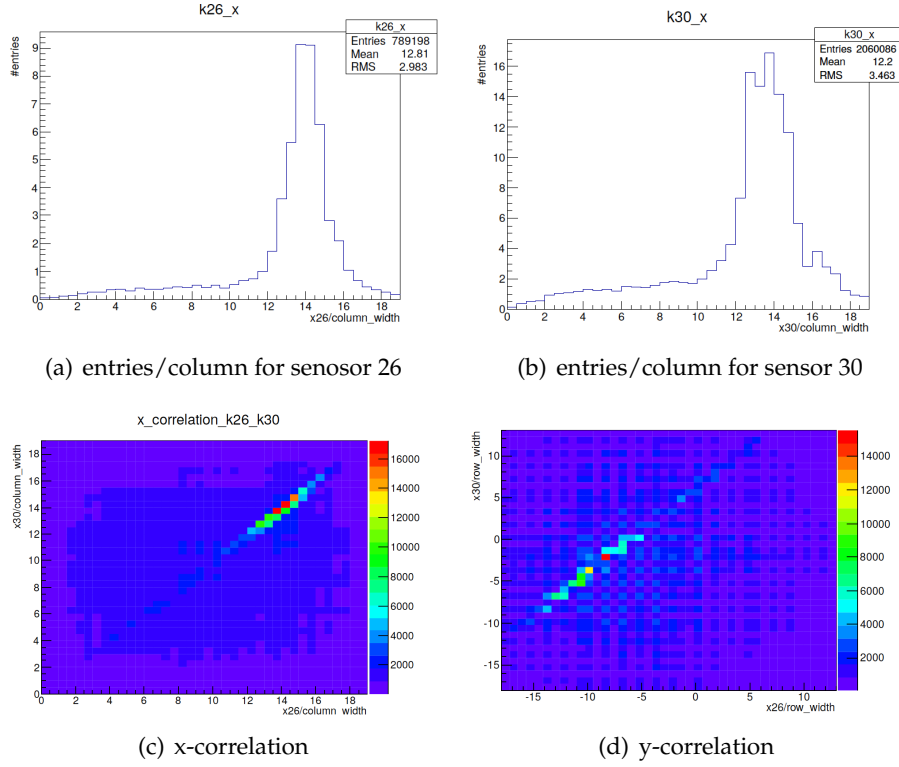 k26_x
k26_x
Entries 789198
Mean 12.81
RMS 2.983
#entries
9
8
7
6
5
4
3
2
1
0
0 2 4 6 8 10 12 14 16 18
x26/column_width
(a) entries/column for senosor 26
k30_x
k30_x
Entries 2060086
Mean 12.2
RMS 3.463
#entries
16
14
12
10
8
6
4
2
0
0 2 4 6 8 10 12 14 16 18
x30/column_width
(b) entries/column for sensor 30
x_correlation_k26_k30
x30/column_width
18
16
14
12
10
8
6
4
2
0
0 2 4 6 8 10 12 14 16 18
x26/column_width
16000
14000
12000
10000
8000
6000
4000
2000
(c) x-correlation
x30/row_width
10
5
0
-5
-10
-15
-15 -10 -5 0 5 10
x26/row_width
14000
12000
10000
8000
6000
4000
2000
(d) y-correlation